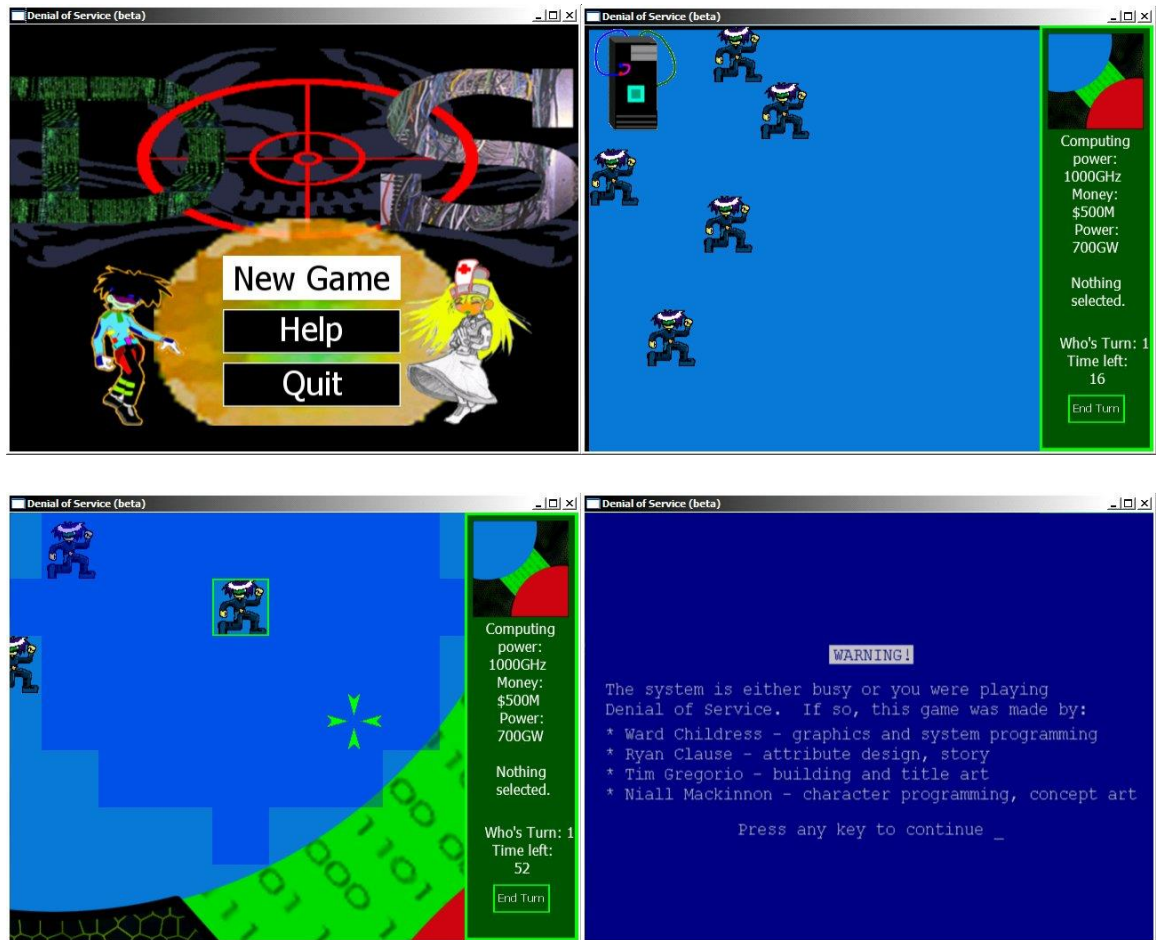 Denial of Service (beta)
DoS
New Game
Help
Quit
Denial of Service (beta)
Computing
power:
1000GHz
Money:
$500M
Power:
700GW
Nothing
selected.
Who's Turn: 1
Time left:
16
End Turn
Denial of Service (beta)
Computing
power:
1000GHz
Money:
$500M
Power:
700GW
Nothing
selected.
Who's Turn: 1
Time left:
52
End Turn
Denial of Service (beta)
WARNING!
The system is either busy or you were playing
Denial of Service.  If so, this game was made by:
* Ward Childress - graphics and system programming
* Ryan Clause - attribute design, story
* Tim Gregorio - building and title art
* Niall Mackinnon - character programming, concept art
Press any key to continue _